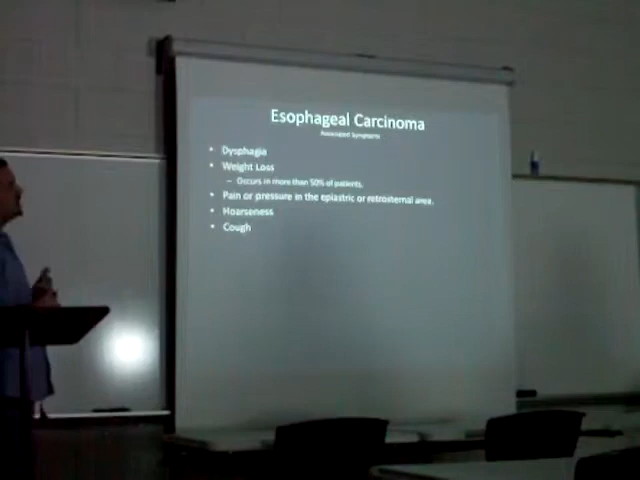 Esophageal Carcinoma
Associated Symptoms
• Dysphagia
• Weight Loss
– Occurs in more than 50% of patients.
• Pain or pressure in the epiastric or retrosternal area.
• Hoarseness
• Cough